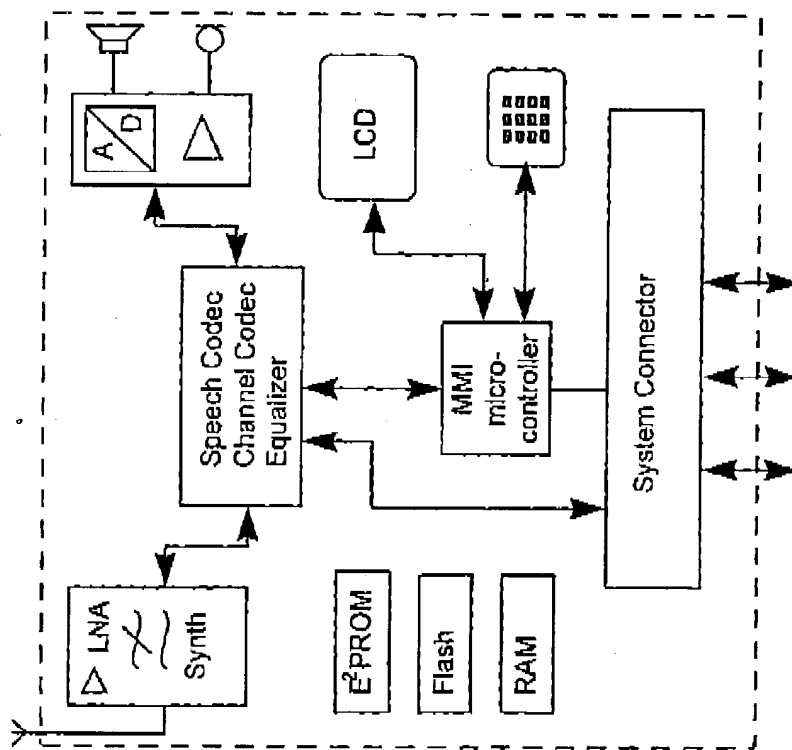 LNA
Synth
Speech Codec
Channel Codec
Equalizer
A
D
E²PROM
Flash
RAM
MMI
micro-
controller
LCD
System Connector